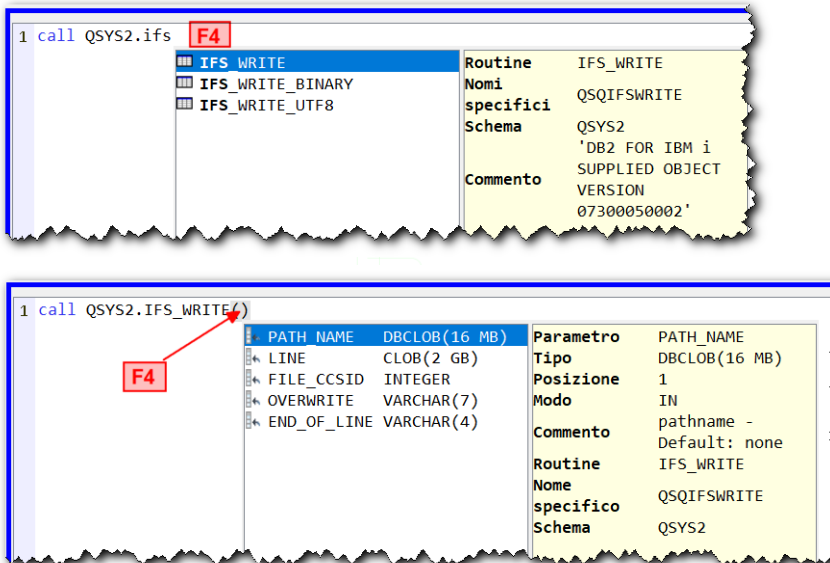 1 call QSYS2.ifs F4
IFS_WRITE
IFS_WRITE_BINARY
IFS_WRITE_UTF8
Routine IFS_WRITE
Nomi specifici QSQIFSWRITE
Schema QSYS2
Commento 'DB2 FOR IBM i
SUPPLIED OBJECT
VERSION
07300050002'
1 call QSYS2.IFS_WRITE()
F4
PATH_NAME DBCLOB(16 MB)
LINE CLOB(2 GB)
FILE_CCSID INTEGER
OVERWRITE VARCHAR(7)
END_OF_LINE VARCHAR(4)
Parametro PATH_NAME
Tipo DBCLOB(16 MB)
Posizione 1
Modo IN
Commento pathname -
Default: none
Routine IFS_WRITE
Nome
specifico QSQIFSWRITE
Schema QSYS2